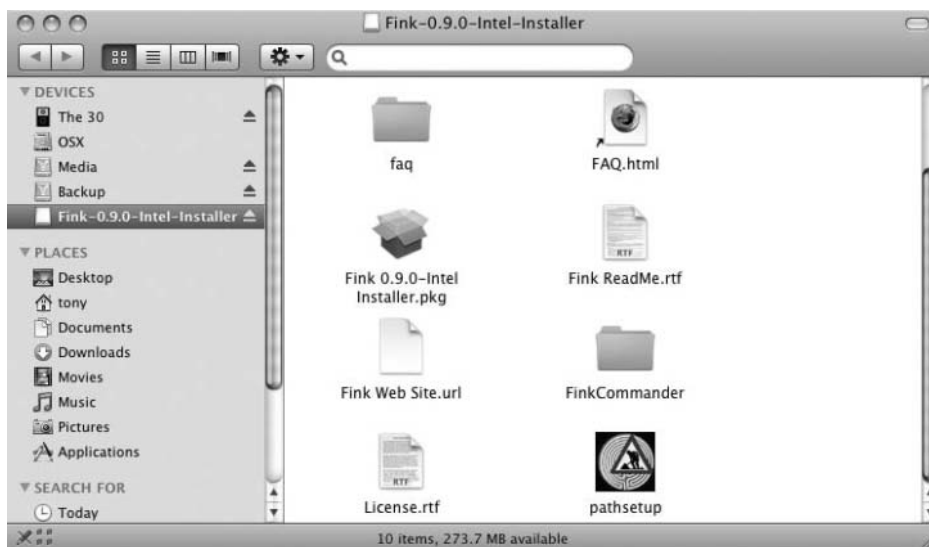 Fink-0.9.0-Intel-Installer
DEVICES
The 30
OSX
Media
Backup
Fink-0.9.0-Intel-Installer
PLACES
Desktop
tony
Documents
Downloads
Movies
Music
Pictures
Applications
SEARCH FOR
Today
faq
FAQ.html
Fink 0.9.0-Intel
Installer.pkg
RTF
Fink ReadMe.rtf
Fink Web Site.url
FinkCommander
RTF
License.rtf
pathsetup
10 items, 273.7 MB available